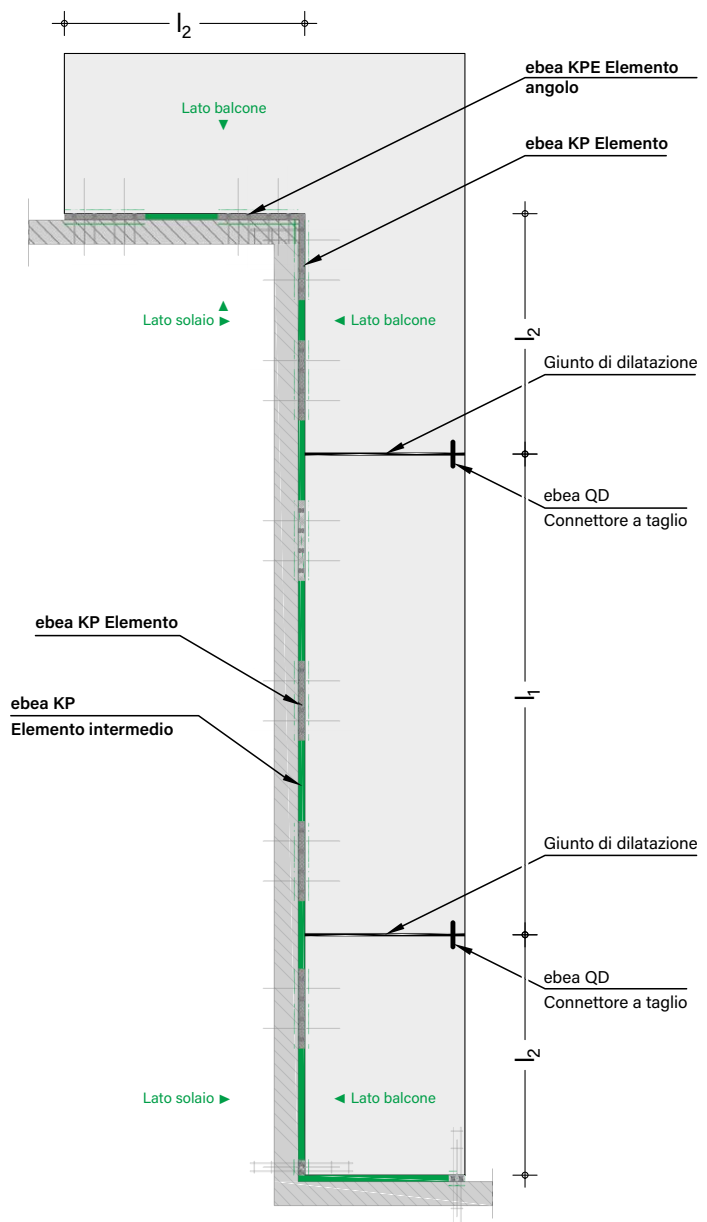 l2
ebea KPE Elemento
angolo
Lato balcone
ebea KP Elemento
Lato solaio
Lato balcone
l2
Giunto di dilatazione
ebea QD
Connettore a taglio
ebea KP Elemento
l1
ebea KP
Elemento intermedio
Giunto di dilatazione
ebea QD
Connettore a taglio
l2
Lato solaio
Lato balcone